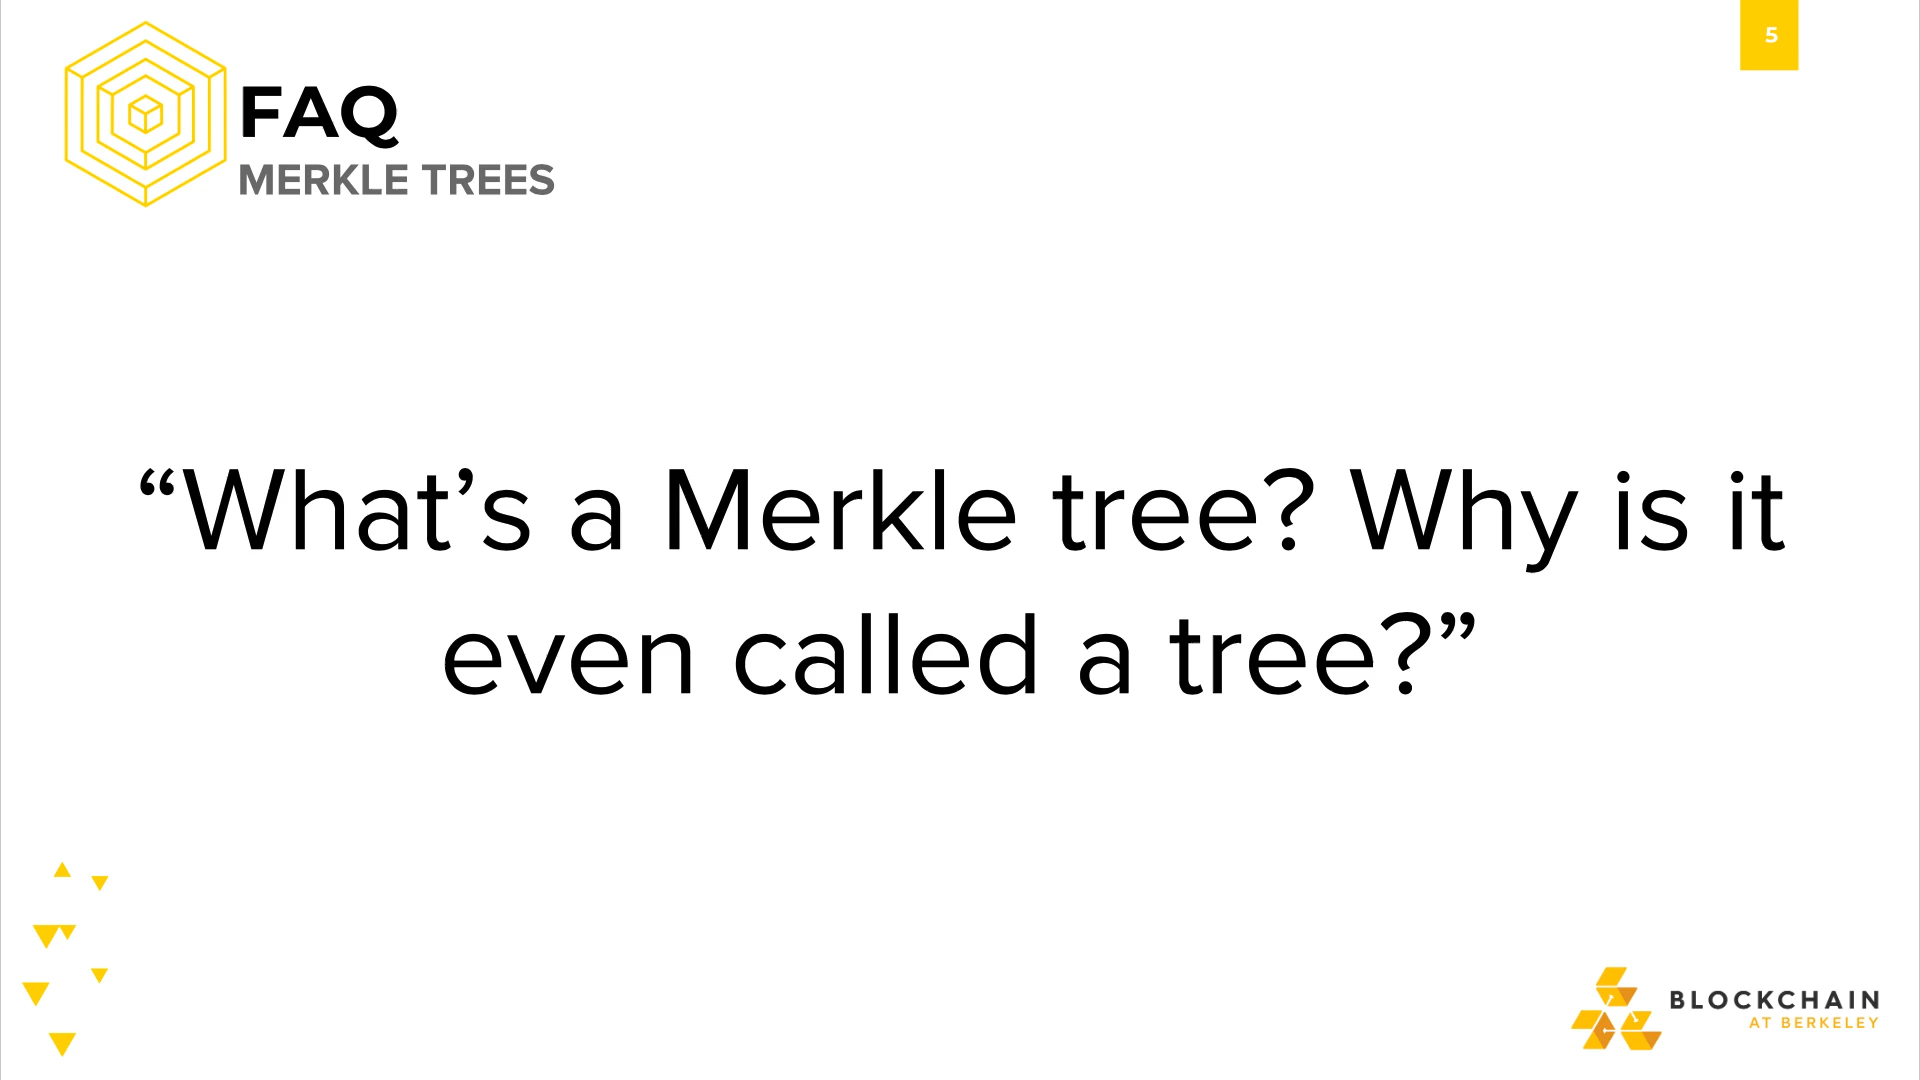 5
FAQ
MERKLE TREES
“What’s a Merkle tree? Why is it
even called a tree?”
BLOCKCHAIN
AT BERKELEY